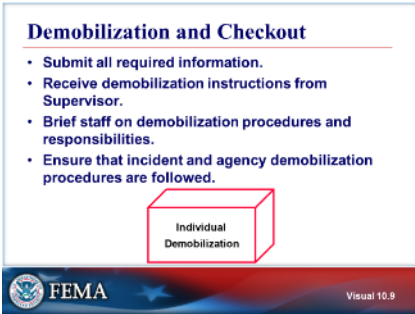 Demobilization and Checkout
• Submit all required information.
• Receive demobilization instructions from
Supervisor.
• Brief staff on demobilization procedures and
responsibilities.
• Ensure that incident and agency demobilization
procedures are followed.
Individual
Demobilization
FEMA
Visual 10.9